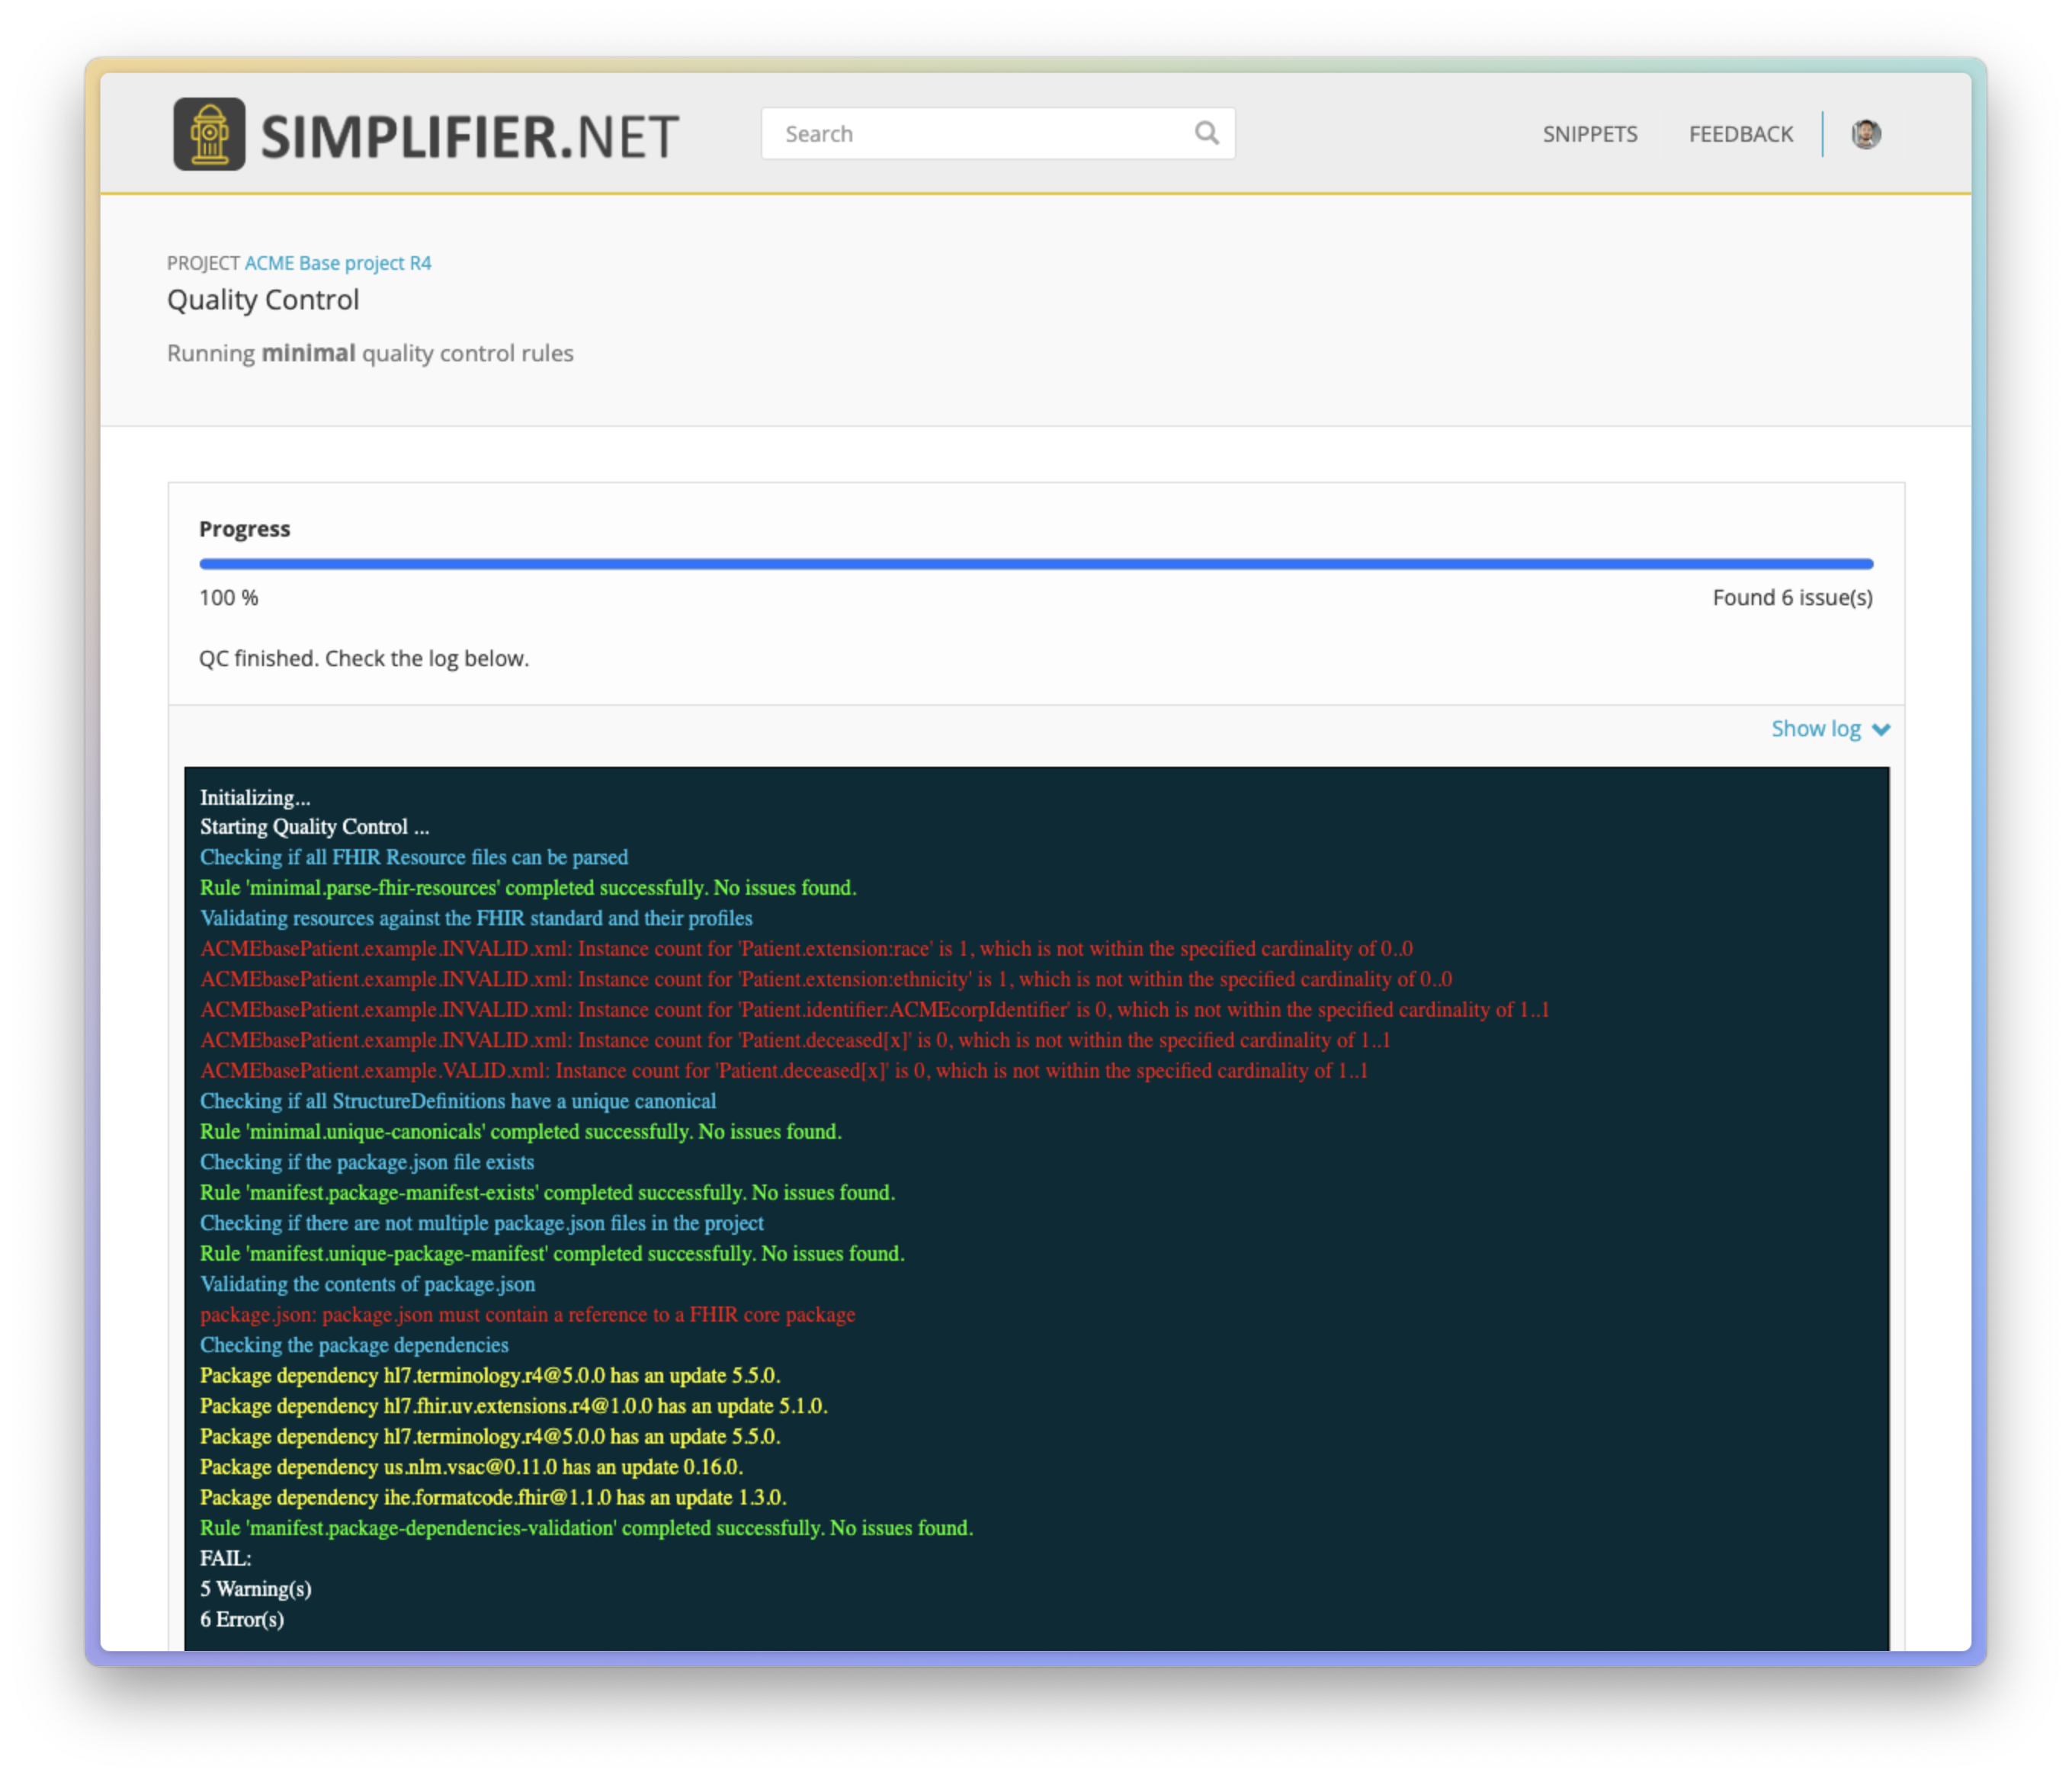 SIMPLIFIER.NET
Search
SNIPPETS
FEEDBACK
PROJECT ACME Base project R4
Quality Control
Running minimal quality control rules
Progress
100 %
Found 6 issue(s)
QC finished. Check the log below.
Show log
Initializing...
Starting Quality Control ...
Checking if all FHIR Resource files can be parsed
Rule 'minimal.parse-fhir-resources' completed successfully. No issues found.
Validating resources against the FHIR standard and their profiles
ACMEbasePatient.example.INVALID.xml: Instance count for 'Patient.extension:race' is 1, which is not within the specified cardinality of 0..0
ACMEbasePatient.example.INVALID.xml: Instance count for 'Patient.extension:ethnicity' is 1, which is not within the specified cardinality of 0..0
ACMEbasePatient.example.INVALID.xml: Instance count for 'Patient.identifier:ACMEcorpIdentifier' is 0, which is not within the specified cardinality of 1..1
ACMEbasePatient.example.INVALID.xml: Instance count for 'Patient.deceased[x]' is 0, which is not within the specified cardinality of 1..1
ACMEbasePatient.example.VALID.xml: Instance count for 'Patient.deceased[x]' is 0, which is not within the specified cardinality of 1..1
Checking if all StructureDefinitions have a unique canonical
Rule 'minimal.unique-canonicals' completed successfully. No issues found.
Checking if the package.json file exists
Rule 'manifest.package-manifest-exists' completed successfully. No issues found.
Checking if there are not multiple package.json files in the project
Rule 'manifest.unique-package-manifest' completed successfully. No issues found.
Validating the contents of package.json
package.json: package.json must contain a reference to a FHIR core package
Checking the package dependencies
Package dependency hl7.terminology.r4@5.0.0 has an update 5.5.0.
Package dependency hl7.fhir.uv.extensions.r4@1.0.0 has an update 5.1.0.
Package dependency hl7.terminology.r4@5.0.0 has an update 5.5.0.
Package dependency us.nlm.vsac@0.11.0 has an update 0.16.0.
Package dependency ihe.formatcode.fhir@1.1.0 has an update 1.3.0.
Rule 'manifest.package-dependencies-validation' completed successfully. No issues found.
FAIL:
5 Warning(s)
6 Error(s)